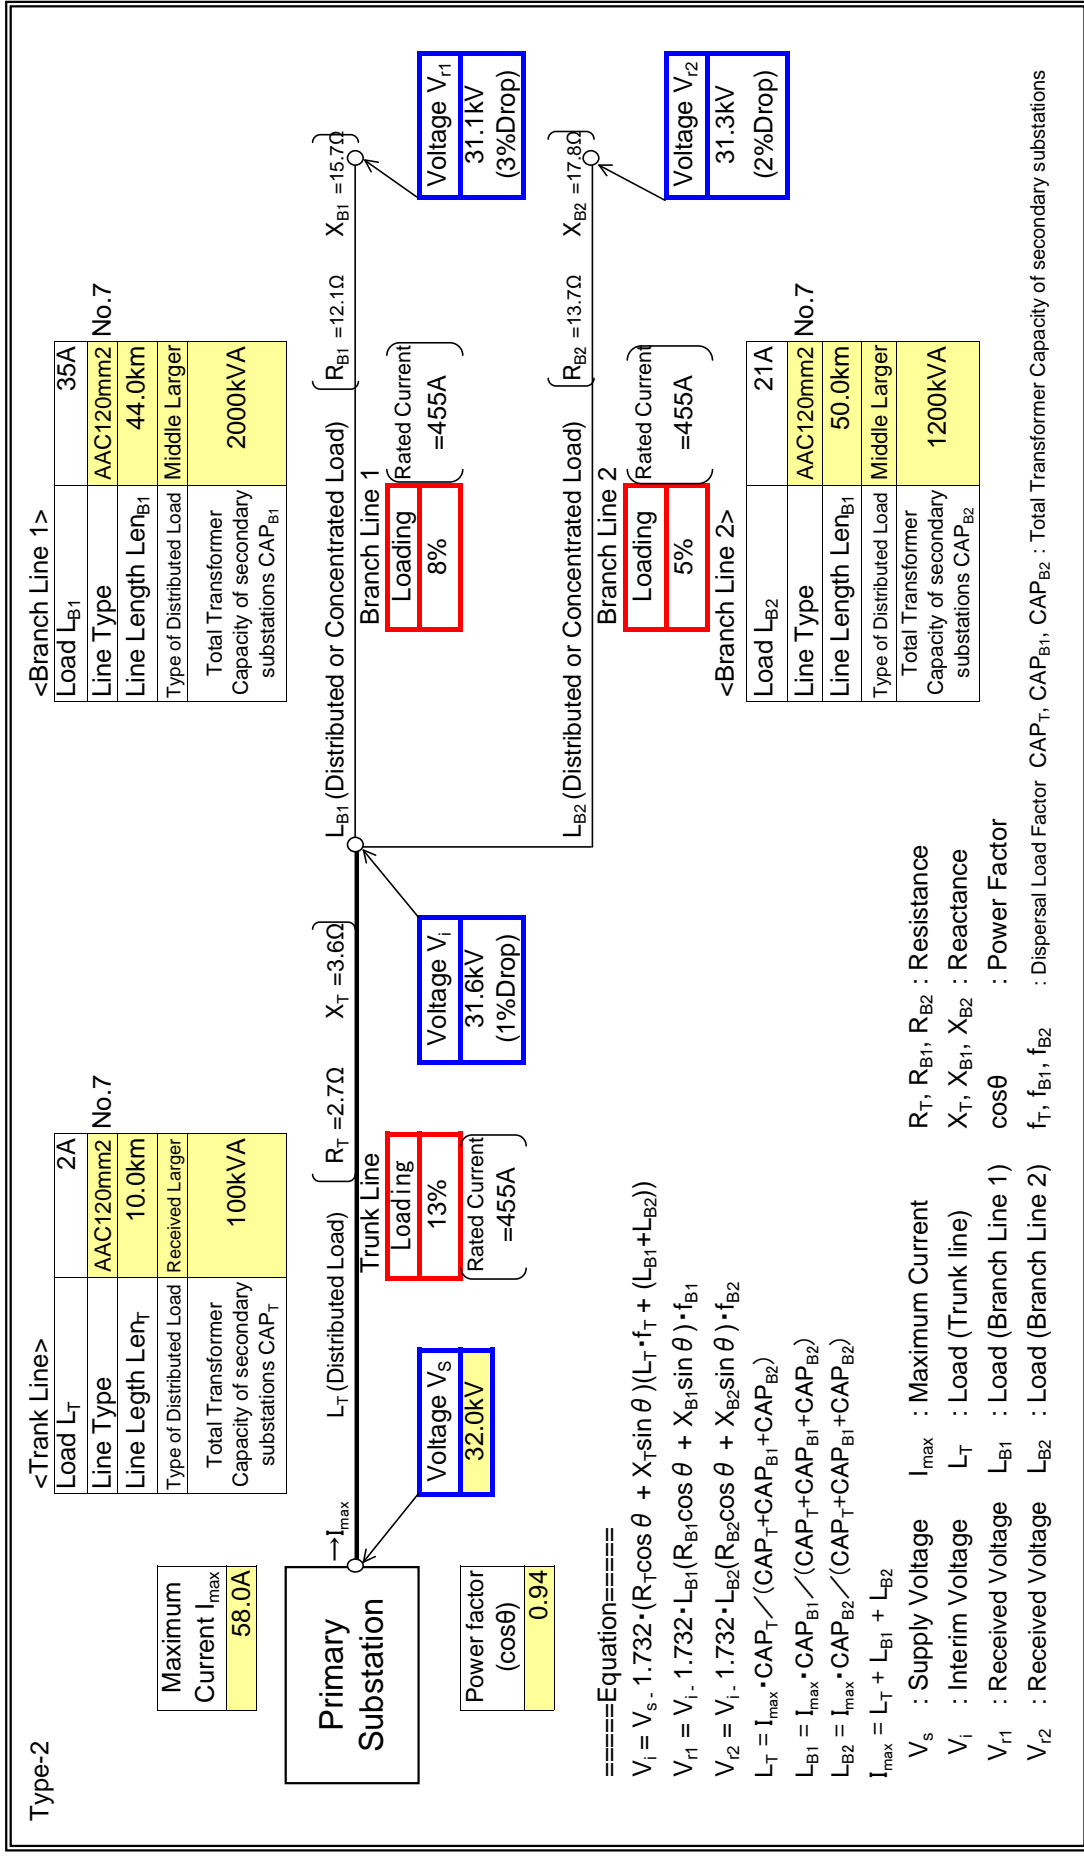 Type-2
Maximum
Current Imax
58.0A
<Trank Line>
Load LT 2A
Line Type AAC120mm2 No.7
Line Legth LenT 10.0km
Type of Distributed Load Received Larger
Total Transformer
Capacity of secondary
substations CAPT 100kVA
<Branch Line 1>
Load LB1 35A
Line Type AAC120mm2 No.7
Line Length LenB1 44.0km
Type of Distributed Load Middle Larger
Total Transformer
Capacity of secondary
substations CAPB1 2000kVA
Primary
Substation
→Imax
LT (Distributed Load)
RT =2.7Ω XT =3.6Ω
LB1 (Distributed or Concentrated Load)
RB1 =12.1Ω XB1 =15.7Ω
Trunk Line
Loading
13%
Rated Current
=455A
Branch Line 1
Loading
8%
Rated Current
=455A
Voltage VS
32.0kV
Voltage Vi
31.6kV
(1%Drop)
Voltage Vr1
31.1kV
(3%Drop)
Power factor
(cosθ)
0.94
LB2 (Distributed or Concentrated Load)
RB2 =13.7Ω XB2 =17.8Ω
Branch Line 2
Loading
5%
Rated Current
=455A
Voltage Vr2
31.3kV
(2%Drop)
<Branch Line 2>
Load LB2 21A
Line Type AAC120mm2 No.7
Line Length LenB1 50.0km
Type of Distributed Load Middle Larger
Total Transformer
Capacity of secondary
substations CAPB2 1200kVA
=====Equation=====
Vi = Vs - 1.732・(RTcosθ + XTsinθ)(LT・fT + (LB1+LB2))
Vr1 = Vi - 1.732・LB1(RB1cosθ + XB1sinθ)・fB1
Vr2 = Vi - 1.732・LB2(RB2cosθ + XB2sinθ)・fB2
LT = Imax・CAPT／(CAPT+CAPB1+CAPB2)
LB1 = Imax・CAPB1／(CAPT+CAPB1+CAPB2)
LB2 = Imax・CAPB2／(CAPT+CAPB1+CAPB2)
Imax = LT + LB1 + LB2
Vs : Supply Voltage Imax : Maximum Current RT, RB1, RB2 : Resistance
Vi : Interim Voltage LT : Load (Trunk line) XT, XB1, XB2 : Reactance
Vr1 : Received Voltage LB1 : Load (Branch Line 1) cosθ : Power Factor
Vr2 : Received Voltage LB2 : Load (Branch Line 2) fT, fB1, fB2 : Dispersal Load Factor CAPT, CAPB1, CAPB2 : Total Transformer Capacity of secondary substations